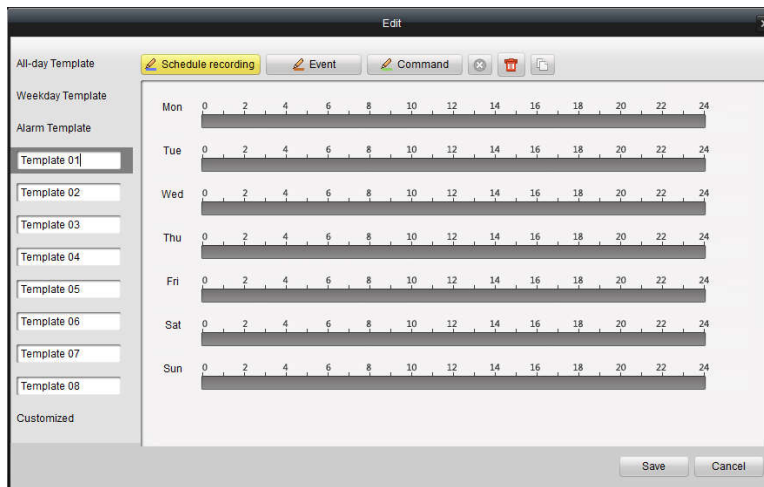 Edit
All-day Template
Schedule recording Event Command
Weekday Template
Mon 0 2 4 6 8 10 12 14 16 18 20 22 24
Alarm Template
Template 01
Tue 0 2 4 6 8 10 12 14 16 18 20 22 24
Template 02
Wed 0 2 4 6 8 10 12 14 16 18 20 22 24
Template 03
Thu 0 2 4 6 8 10 12 14 16 18 20 22 24
Template 04
Fri 0 2 4 6 8 10 12 14 16 18 20 22 24
Template 05
Template 06
Sat 0 2 4 6 8 10 12 14 16 18 20 22 24
Template 07
Sun 0 2 4 6 8 10 12 14 16 18 20 22 24
Template 08
Customized
Save Cancel